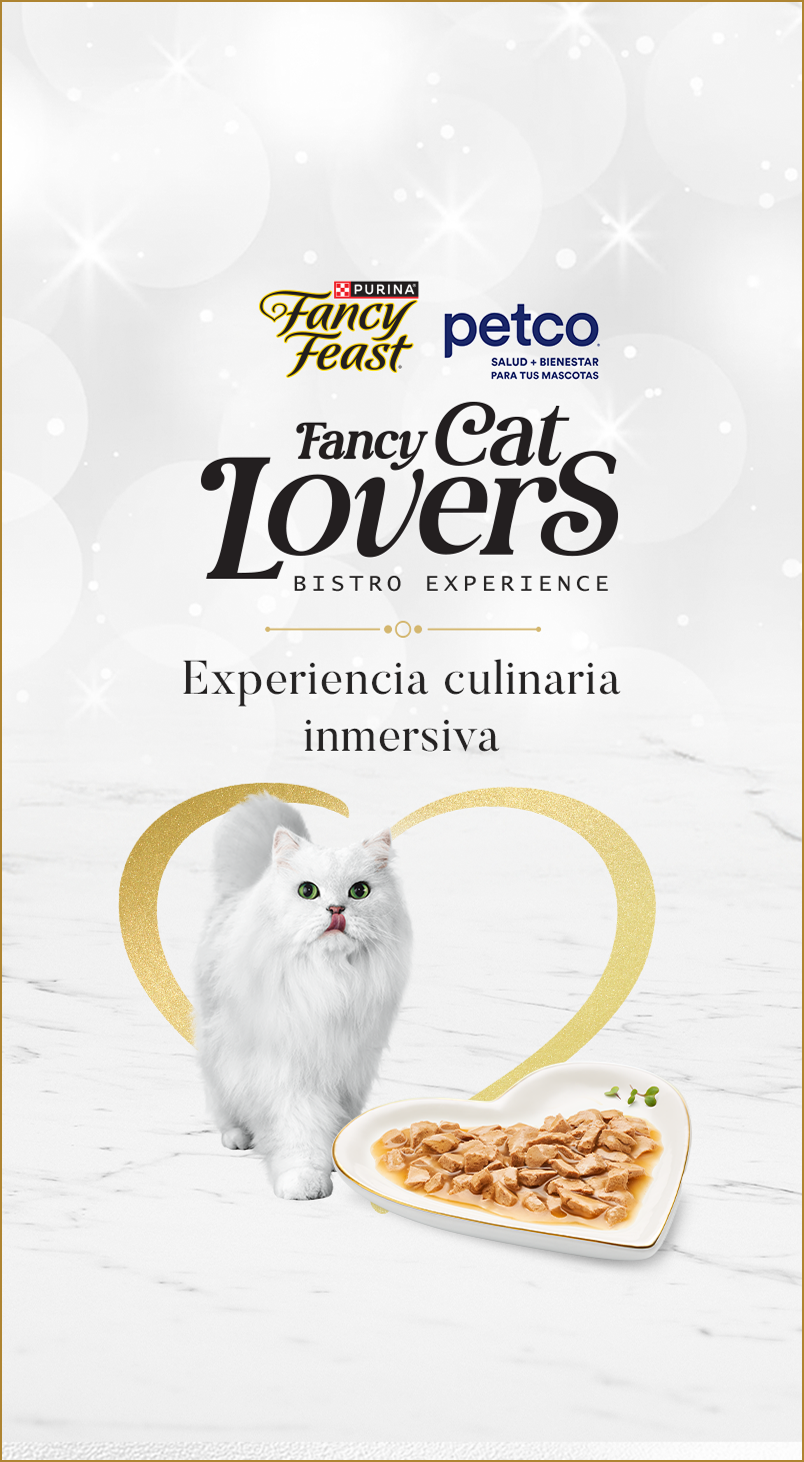 PURINA
Fancy
Feast
petco
SALUD + BIENESTAR
PARA TUS MASCOTAS
Fancy Cat
Lovers
BISTRO EXPERIENCE
Experiencia culinaria
inmersiva